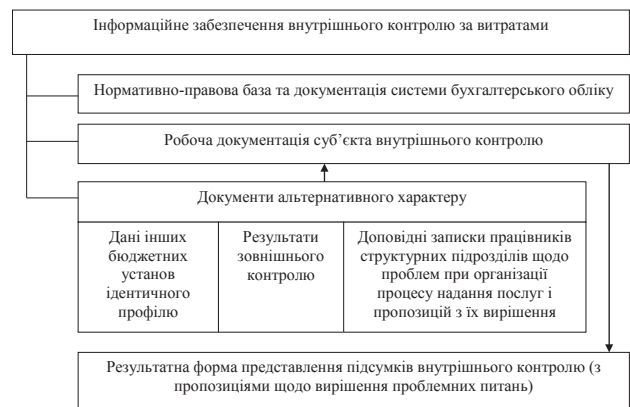 Інформаційне забезпечення внутрішнього контролю за витратами
Нормативно-правова база та документація системи бухгалтерського обліку
Робоча документація суб’єкта внутрішнього контролю
Документи альтернативного характеру
Дані інших
бюджетних
установ
ідентичного
профілю
Результати
зовнішнього
контролю
Доповідні записки працівників
структурних підрозділів щодо
проблем при організації
процесу надання послуг і
пропозицій з їх вирішення
Результатна форма представлення підсумків внутрішнього контролю (з
пропозиціями щодо вирішення проблемних питань)